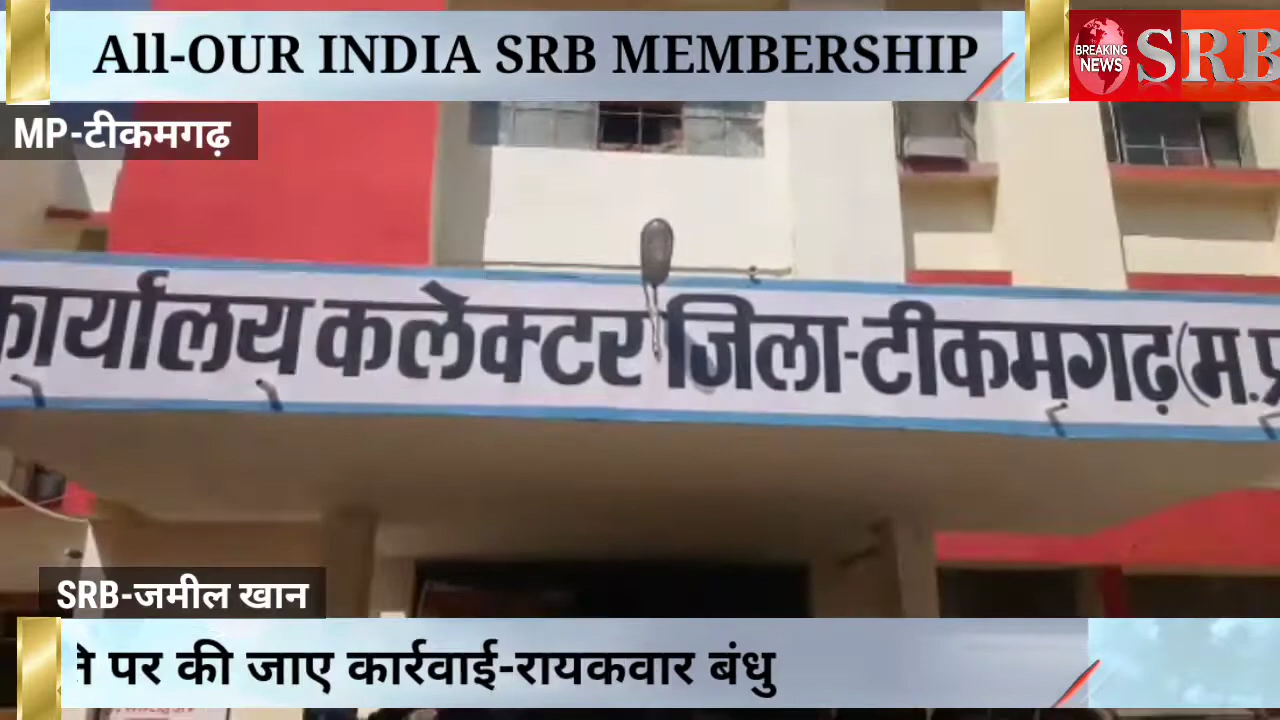 All-OUR INDIA SRB MEMBERSHIP
BREAKING
NEWS
SRB
MP-टीकमगढ़
कार्यालय कलेक्टर जिला-टीकमगढ़(म.प्र
SRB-जमील खान
पर की जाए कार्रवाई-रायकवार बंधु